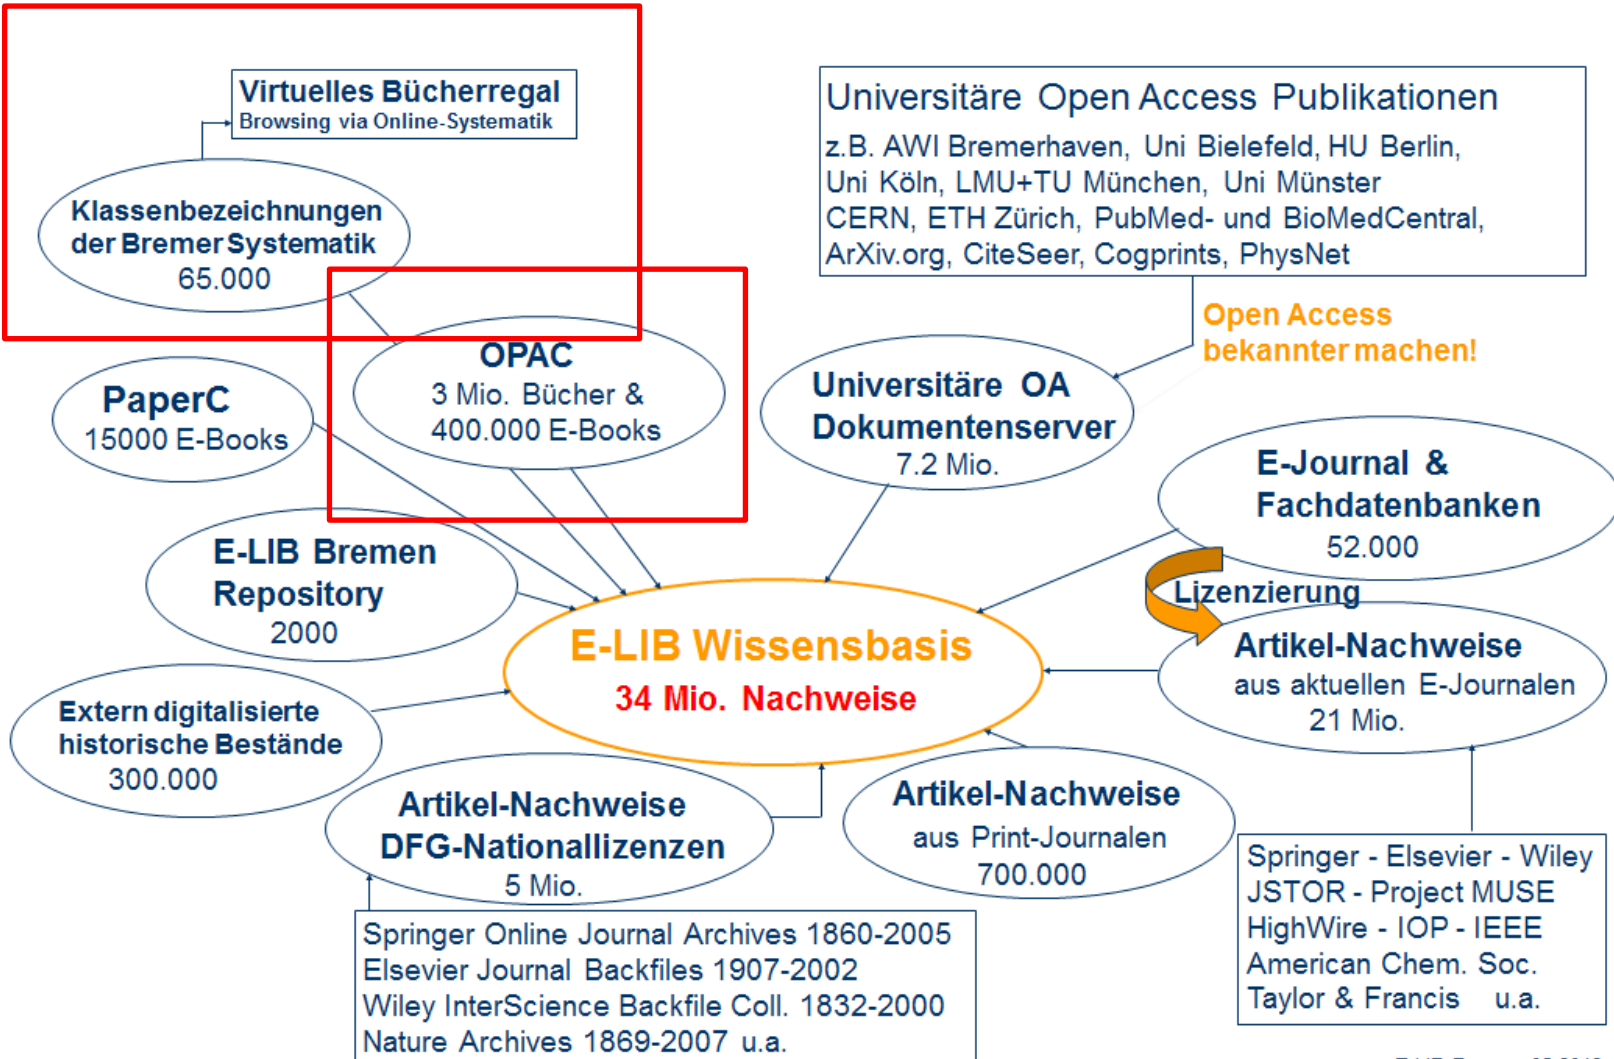 Virtuelles Bücherregal
Browsing via Online-Systematik
Klassenbezeichnungen
der Bremer Systematik
65.000
Universitäre Open Access Publikationen
z.B. AWI Bremerhaven, Uni Bielefeld, HU Berlin,
Uni Köln, LMU+TU München, Uni Münster
CERN, ETH Zürich, PubMed- und BioMedCentral,
ArXiv.org, CiteSeer, Cogprints, PhysNet
Open Access
bekannter machen!
OPAC
3 Mio. Bücher &
400.000 E-Books
PaperC
15000 E-Books
Universitäre OA
Dokumentenserver
7.2 Mio.
E-Journal &
Fachdatenbanken
52.000
E-LIB Bremen
Repository
2000
Lizenzierung
E-LIB Wissensbasis
34 Mio. Nachweise
Artikel-Nachweise
aus aktuellen E-Journalen
21 Mio.
Extern digitalisierte
historische Bestände
300.000
Artikel-Nachweise
DFG-Nationallizenzen
5 Mio.
Artikel-Nachweise
aus Print-Journalen
700.000
Springer - Elsevier - Wiley
JSTOR - Project MUSE
HighWire - IOP - IEEE
American Chem. Soc.
Taylor & Francis u.a.
Springer Online Journal Archives 1860-2005
Elsevier Journal Backfiles 1907-2002
Wiley InterScience Backfile Coll. 1832-2000
Nature Archives 1869-2007 u.a.